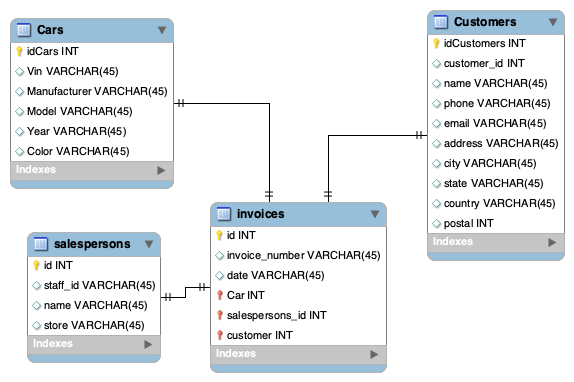 Cars
idCars INT
Vin VARCHAR(45)
Manufacturer VARCHAR(45)
Model VARCHAR(45)
Year VARCHAR(45)
Color VARCHAR(45)
Indexes
Customers
idCustomers INT
customer_id INT
name VARCHAR(45)
phone VARCHAR(45)
email VARCHAR(45)
address VARCHAR(45)
city VARCHAR(45)
state VARCHAR(45)
country VARCHAR(45)
postal INT
Indexes
salespersons
id INT
staff_id VARCHAR(45)
name VARCHAR(45)
store VARCHAR(45)
Indexes
invoices
id INT
invoice_number VARCHAR(45)
date VARCHAR(45)
Car INT
salespersons_id INT
customer INT
Indexes